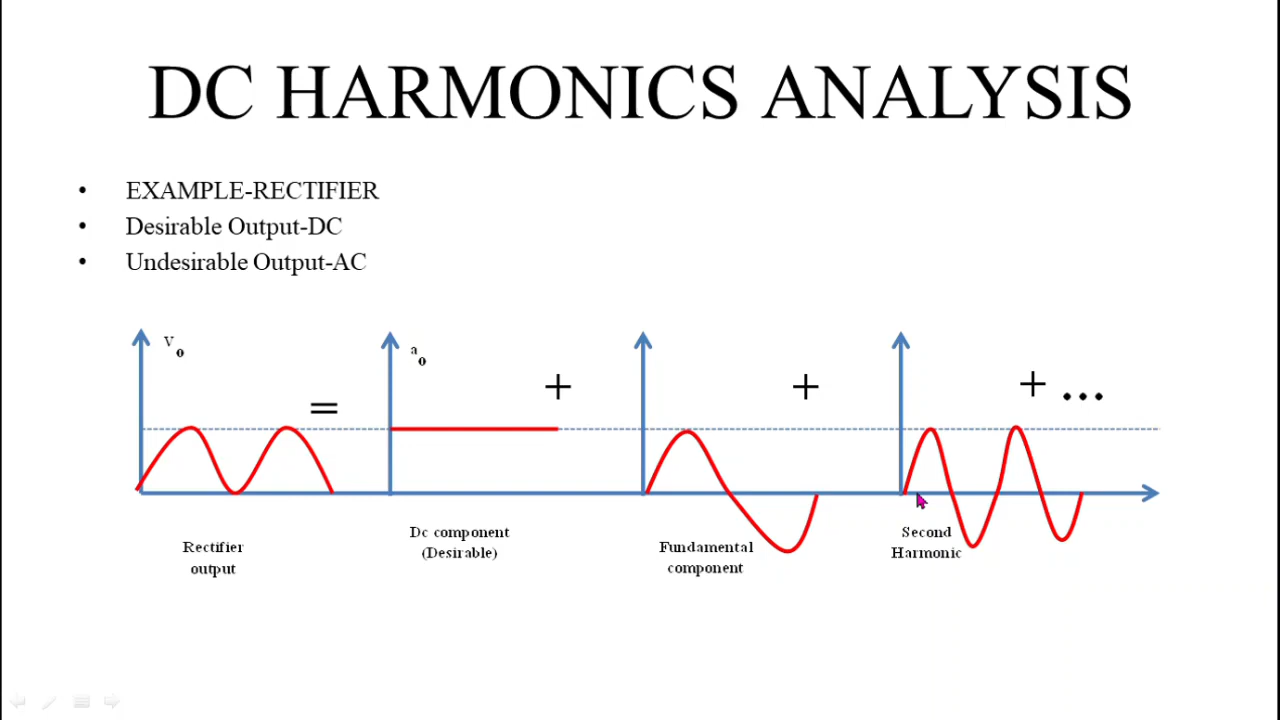 DC HARMONICS ANALYSIS
• EXAMPLE-RECTIFIER
• Desirable Output-DC
• Undesirable Output-AC
V
o
a
o
=
+
+
+ ...
Rectifier
output
Dc component
(Desirable)
Fundamental
component
Second
Harmonic